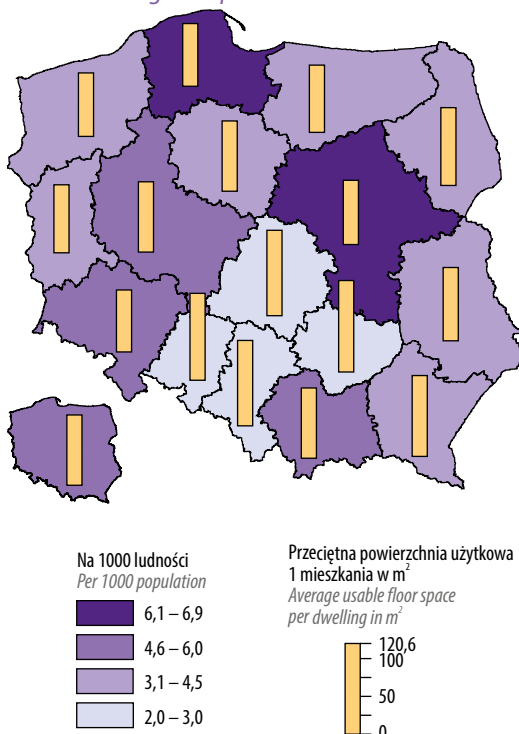 Na 1000 ludności
Per 1000 population
6,1 – 6,9
4,6 – 6,0
3,1 – 4,5
2,0 – 3,0
Przeciętna powierzchnia użytkowa
1 mieszkania w m²
Average usable floor space
per dwelling in m²
120,6
100
50
0